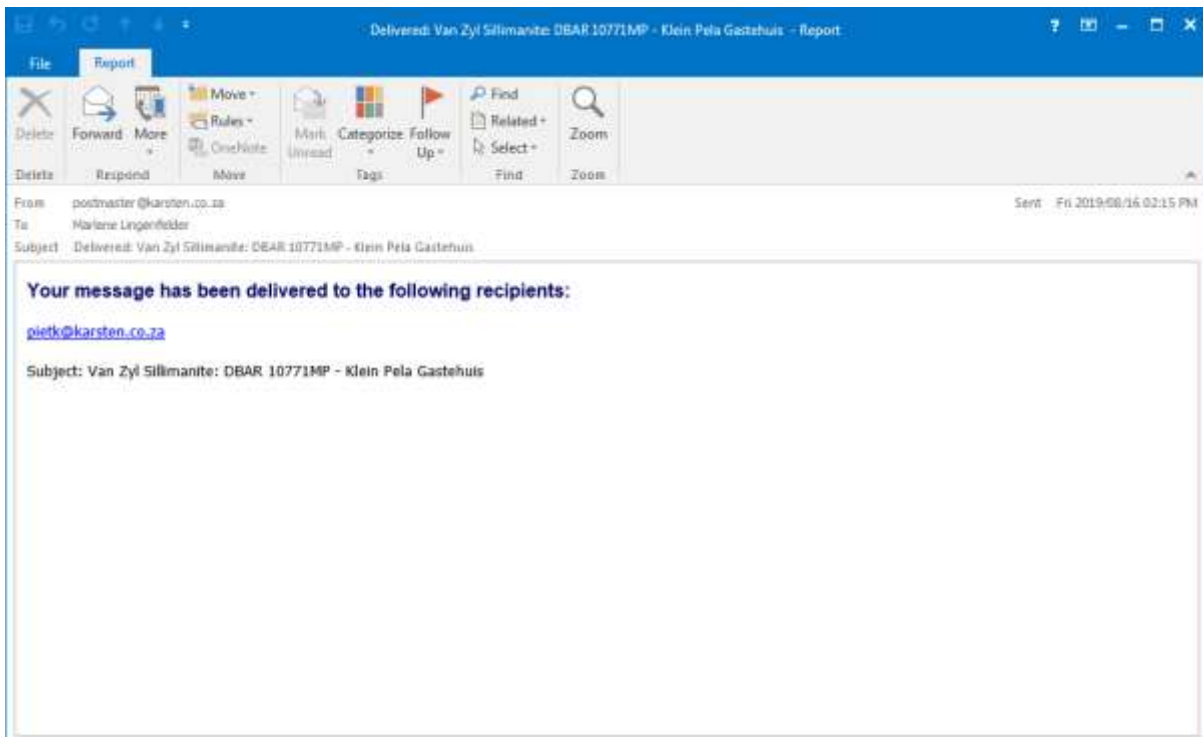 Delivered: Van Zyl Sillimanite: DBAR 10771MP - Klein Pela Gastehuis - Report
File Report
Delete
Forward
More
Move
Rules
OneNote
Mark Unread
Categorize
Follow Up
Find
Related
Select
Zoom
Delete Respond Move Tags Find Zoom
From postmaster@karsten.co.za Sent Fri 2019/08/16 02:15 PM
To Marlene Lingenfelder
Subject Delivered: Van Zyl Sillimanite: DBAR 10771MP - Klein Pela Gastehuis
Your message has been delivered to the following recipients:
pietk@karsten.co.za
Subject: Van Zyl Sillimanite: DBAR 10771MP - Klein Pela Gastehuis